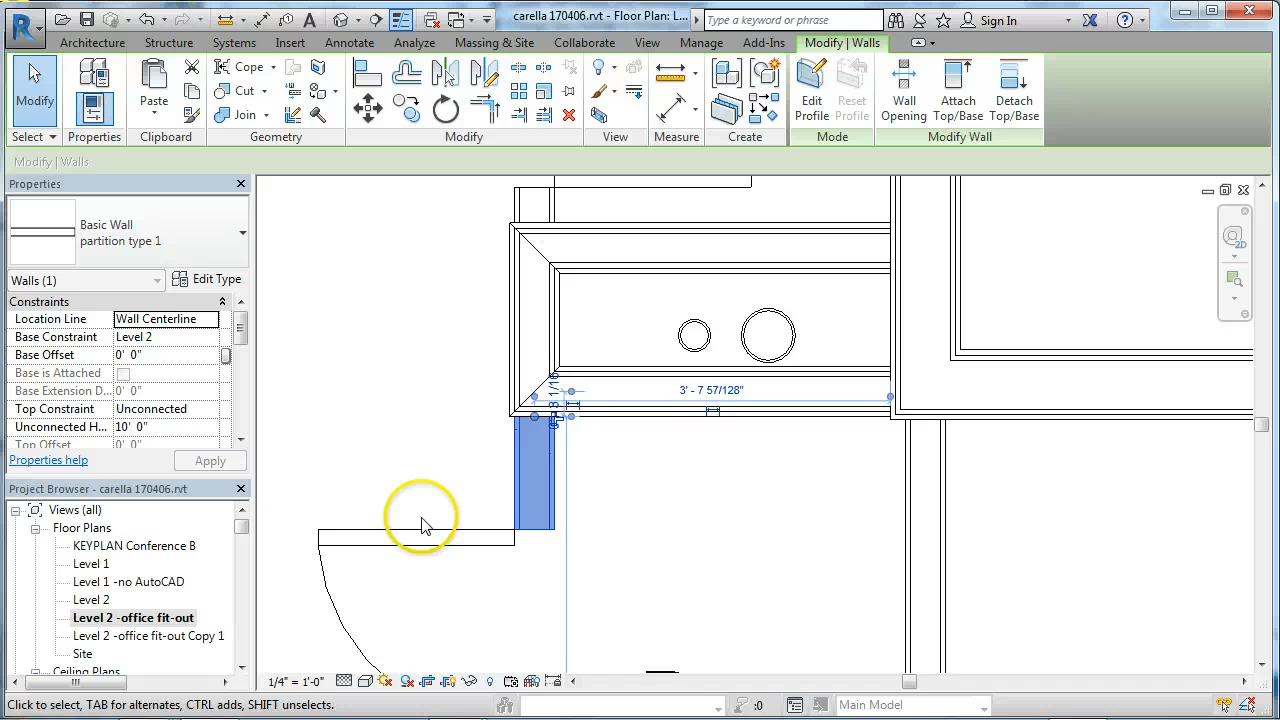 carella 170406.rvt - Floor Plan: L...
Type a keyword or phrase
Sign In
Architecture Structure Systems Insert Annotate Analyze Massing & Site Collaborate View Manage Add-Ins Modify | Walls
Modify
Select
Properties
Paste
Clipboard
Cope
Cut
Join
Geometry
Modify
View
Measure
Create
Edit Profile
Reset Profile
Mode
Wall Opening
Attach Top/Base
Detach Top/Base
Modify Wall
Modify | Walls
Properties
Basic Wall
partition type 1
Walls (1)
Edit Type
Constraints
Location Line Wall Centerline
Base Constraint Level 2
Base Offset 0' 0"
Base is Attached
Base Extension D...
Top Constraint Unconnected
Unconnected H... 10' 0"
Top Offset 0' 0"
Properties help
Apply
Project Browser - carella 170406.rvt
Views (all)
Floor Plans
KEYPLAN Conference B
Level 1
Level 1 -no AutoCAD
Level 2
Level 2 -office fit-out
Level 2 -office fit-out Copy 1
Site
Ceiling Plans
3' - 7 57/128"
2D
1/4" = 1'-0"
Click to select, TAB for alternates, CTRL adds, SHIFT unselects.
:0
Main Model